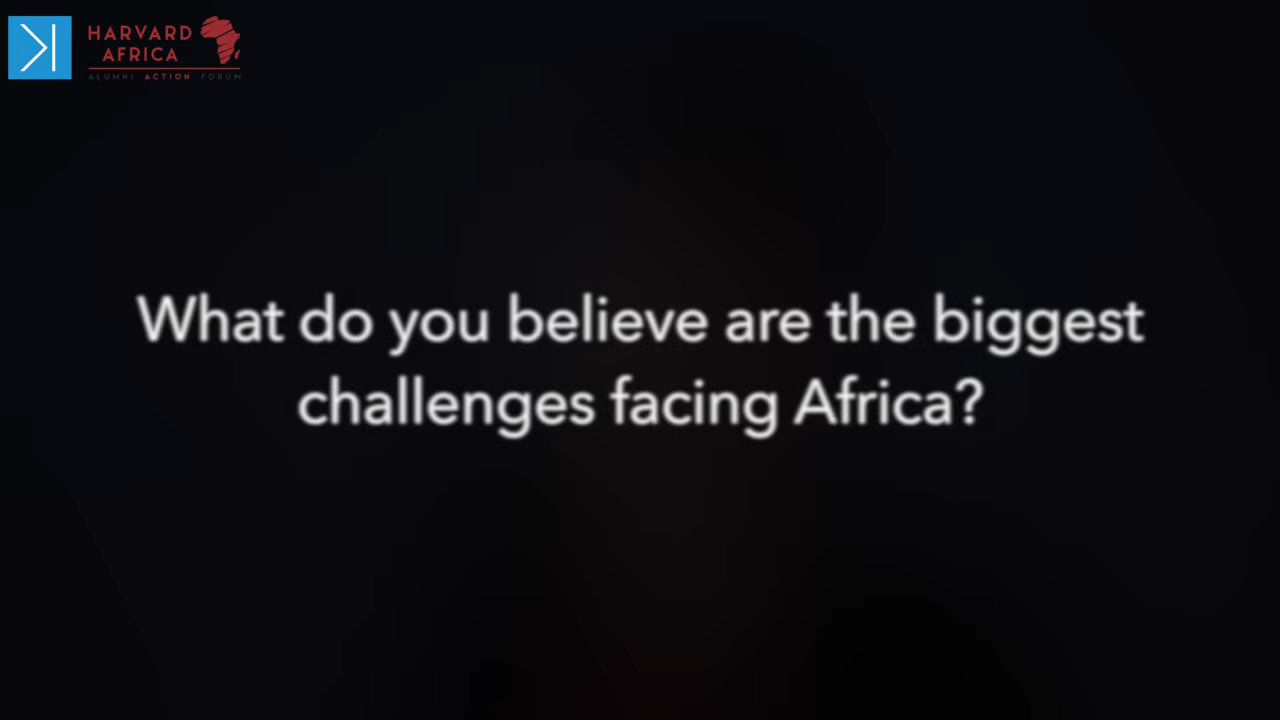 HARVARD
AFRICA
ALUMNI ACTION FORUM
What do you believe are the biggest
challenges facing Africa?